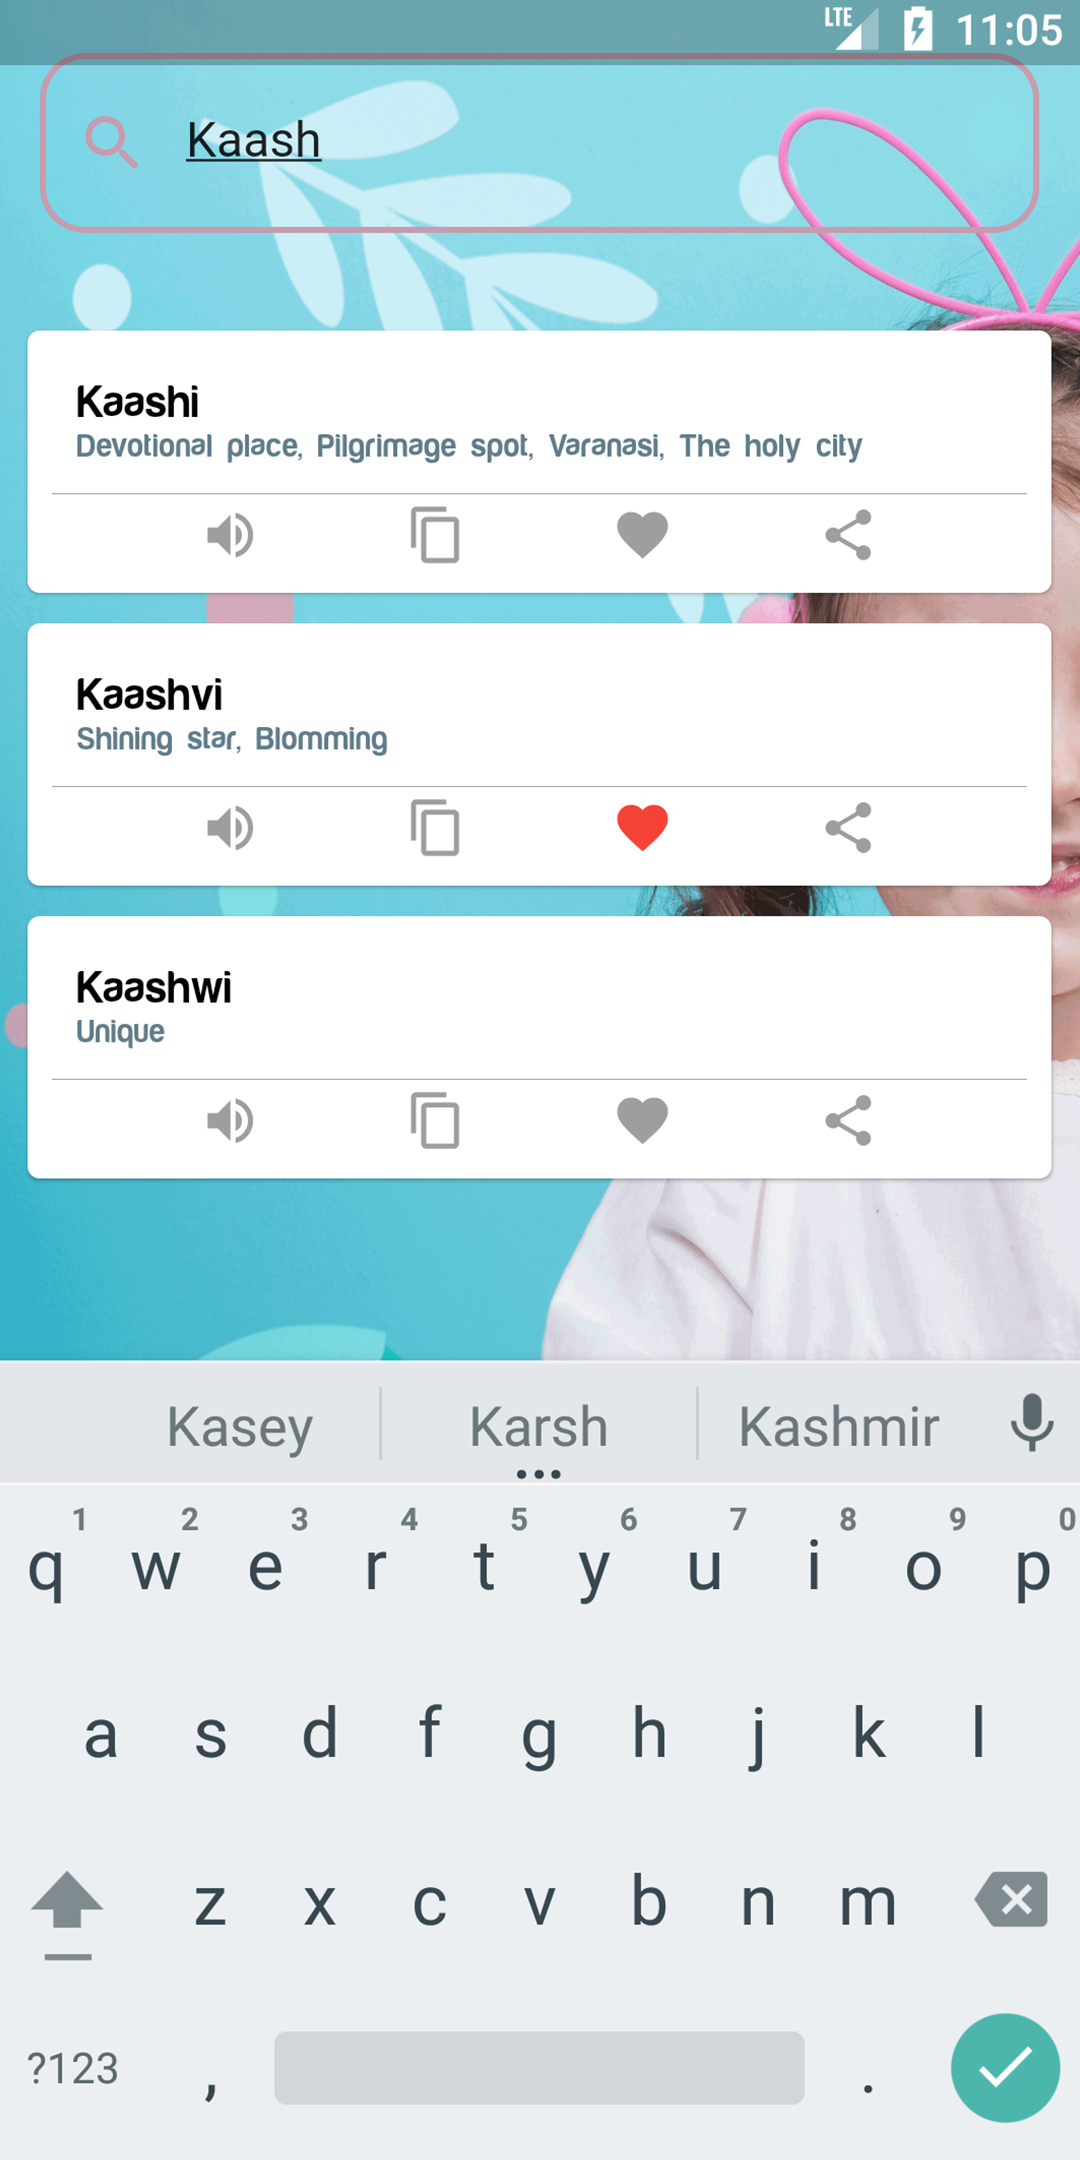 LTE 11:05
Kaash
Kaashi
Devotional place, Pilgrimage spot, Varanasi, The holy city
Kaashvi
Shining star, Blomming
Kaashwi
Unique
Kasey Karsh Kashmir
1 2 3 4 5 6 7 8 9 0
q w e r t y u i o p
a s d f g h j k l
z x c v b n m
?123 , .